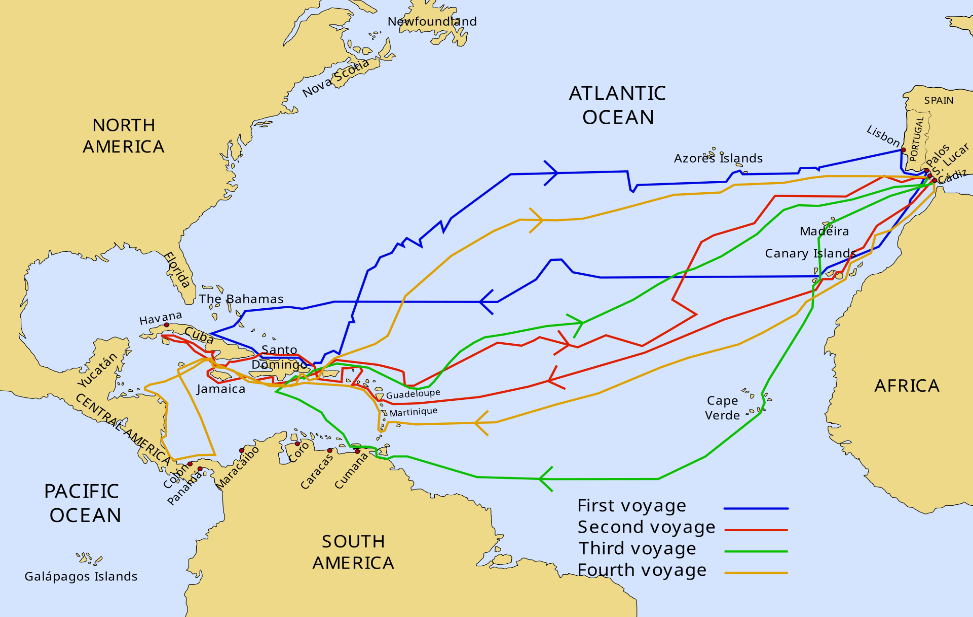 Newfoundland
Nova Scotia
ATLANTIC
OCEAN
SPAIN
PORTUGAL
Lisbon
Palos
S. Lucar
Cádiz
NORTH
AMERICA
Azores Islands
Madeira
Canary Islands
Florida
The Bahamas
Havana
Cuba
Santo
Domingo
Yucatán
Jamaica
Guadeloupe
Martinique
AFRICA
Cape
Verde
CENTRAL AMERICA
Colón
Panamá
Maracaibo
Coro
Caracas
Cumana
PACIFIC
OCEAN
First voyage
Second voyage
Third voyage
Fourth voyage
SOUTH
AMERICA
Galápagos Islands